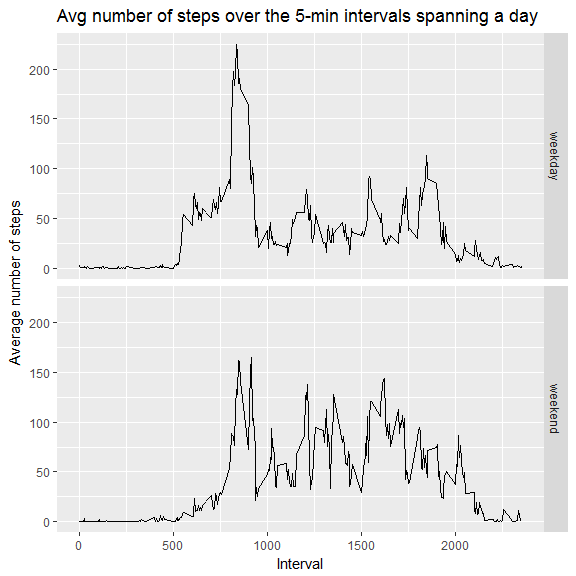 Avg number of steps over the 5-min intervals spanning a day
Average number of steps
200
150
100
50
0
weekday
200
150
100
50
0
weekend
0 500 1000 1500 2000
Interval